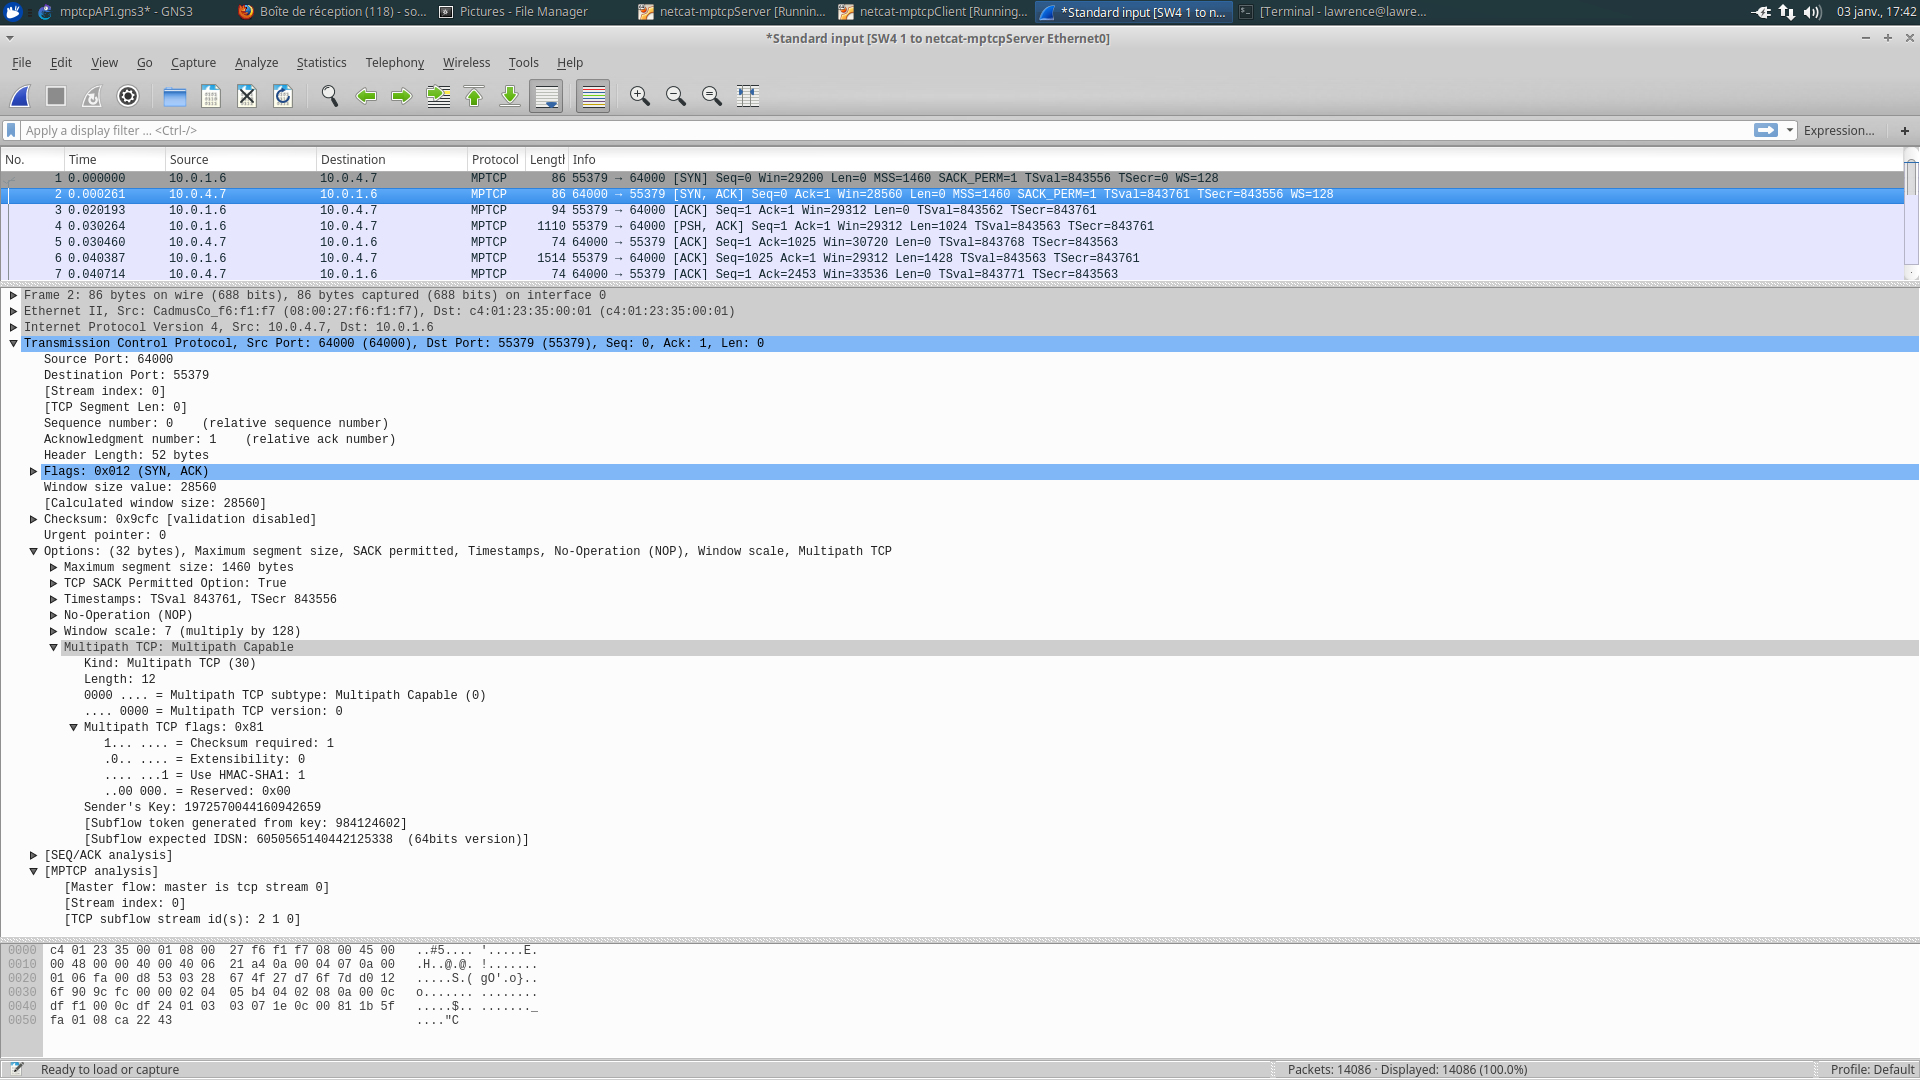 mptcpAPI.gns3* - GNS3 Boîte de réception (118) - so... Pictures - File Manager netcat-mptcpServer [Runnin... netcat-mptcpClient [Running... *Standard input [SW4 1 to n... [Terminal - lawrence@lawre... 03 janv., 17:42
*Standard input [SW4 1 to netcat-mptcpServer Ethernet0]
File Edit View Go Capture Analyze Statistics Telephony Wireless Tools Help
Apply a display filter ... <Ctrl-/> Expression... +
No. Time Source Destination Protocol Length Info
1 0.000000 10.0.1.6 10.0.4.7 MPTCP 86 55379 → 64000 [SYN] Seq=0 Win=29200 Len=0 MSS=1460 SACK_PERM=1 TSval=843556 TSecr=0 WS=128
2 0.000261 10.0.4.7 10.0.1.6 MPTCP 86 64000 → 55379 [SYN, ACK] Seq=0 Ack=1 Win=28560 Len=0 MSS=1460 SACK_PERM=1 TSval=843761 TSecr=843556 WS=128
3 0.020193 10.0.1.6 10.0.4.7 MPTCP 94 55379 → 64000 [ACK] Seq=1 Ack=1 Win=29312 Len=0 TSval=843562 TSecr=843761
4 0.030264 10.0.1.6 10.0.4.7 MPTCP 1110 55379 → 64000 [PSH, ACK] Seq=1 Ack=1 Win=29312 Len=1024 TSval=843563 TSecr=843761
5 0.030460 10.0.4.7 10.0.1.6 MPTCP 74 64000 → 55379 [ACK] Seq=1 Ack=1025 Win=30720 Len=0 TSval=843768 TSecr=843563
6 0.040387 10.0.1.6 10.0.4.7 MPTCP 1514 55379 → 64000 [ACK] Seq=1025 Ack=1 Win=29312 Len=1428 TSval=843563 TSecr=843761
7 0.040714 10.0.4.7 10.0.1.6 MPTCP 74 64000 → 55379 [ACK] Seq=1 Ack=2453 Win=33536 Len=0 TSval=843771 TSecr=843563
Frame 2: 86 bytes on wire (688 bits), 86 bytes captured (688 bits) on interface 0
Ethernet II, Src: CadmusCo_f6:f1:f7 (08:00:27:f6:f1:f7), Dst: c4:01:23:35:00:01 (c4:01:23:35:00:01)
Internet Protocol Version 4, Src: 10.0.4.7, Dst: 10.0.1.6
Transmission Control Protocol, Src Port: 64000 (64000), Dst Port: 55379 (55379), Seq: 0, Ack: 1, Len: 0
Source Port: 64000
Destination Port: 55379
[Stream index: 0]
[TCP Segment Len: 0]
Sequence number: 0 (relative sequence number)
Acknowledgment number: 1 (relative ack number)
Header Length: 52 bytes
Flags: 0x012 (SYN, ACK)
Window size value: 28560
[Calculated window size: 28560]
Checksum: 0x9cfc [validation disabled]
Urgent pointer: 0
Options: (32 bytes), Maximum segment size, SACK permitted, Timestamps, No-Operation (NOP), Window scale, Multipath TCP
Maximum segment size: 1460 bytes
TCP SACK Permitted Option: True
Timestamps: TSval 843761, TSecr 843556
No-Operation (NOP)
Window scale: 7 (multiply by 128)
Multipath TCP: Multipath Capable
Kind: Multipath TCP (30)
Length: 12
0000 .... = Multipath TCP subtype: Multipath Capable (0)
.... 0000 = Multipath TCP version: 0
Multipath TCP flags: 0x81
1... .... = Checksum required: 1
.0.. .... = Extensibility: 0
.... ...1 = Use HMAC-SHA1: 1
..00 000. = Reserved: 0x00
Sender's Key: 1972570044160942659
[Subflow token generated from key: 984124602]
[Subflow expected IDSN: 6050565140442125338 (64bits version)]
[SEQ/ACK analysis]
[MPTCP analysis]
[Master flow: master is tcp stream 0]
[Stream index: 0]
[TCP subflow stream id(s): 2 1 0]
0000 c4 01 23 35 00 01 08 00 27 f6 f1 f7 08 00 45 00 ..#5.... '.....E.
0010 00 48 00 00 40 00 40 06 21 a4 0a 00 04 07 0a 00 .H..@.@. !.......
0020 01 06 fa 00 d8 53 03 28 67 4f 27 d7 6f 7d d0 12 .....S.( gO'.o}..
0030 6f 90 9c fc 00 00 02 04 05 b4 04 02 08 0a 00 0c o....... ........
0040 df f1 00 0c df 24 01 03 03 07 1e 0c 00 81 1b 5f .....$.. ......._
0050 fa 01 08 ca 22 43 ...."C
Ready to load or capture Packets: 14086 · Displayed: 14086 (100.0%) Profile: Default